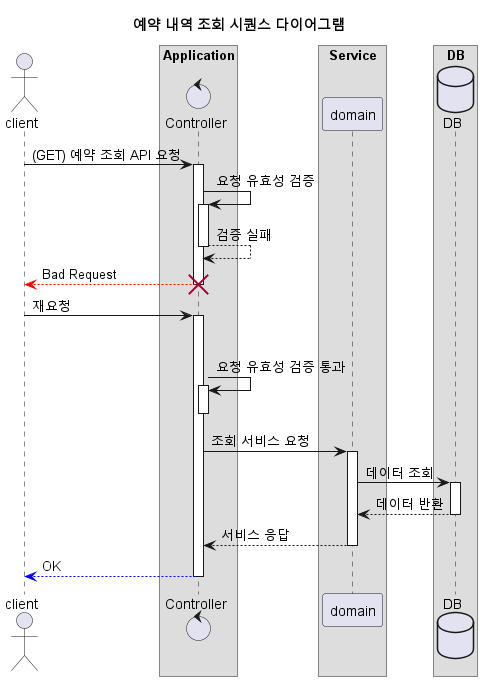 예약 내역 조회 시퀀스 다이어그램
Application
Service
DB
client
Controller
domain
DB
(GET) 예약 조회 API 요청
요청 유효성 검증
검증 실패
Bad Request
재요청
요청 유효성 검증 통과
조회 서비스 요청
데이터 조회
데이터 반환
서비스 응답
OK
client
Controller
domain
DB